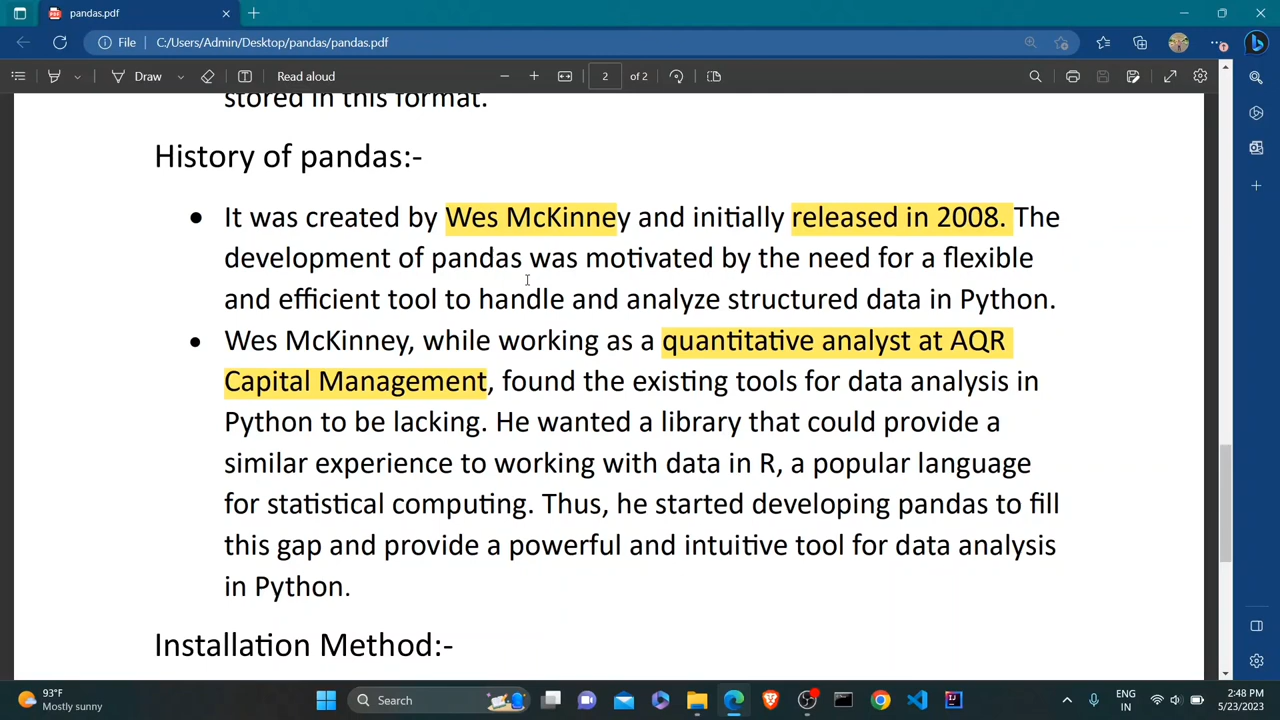 pandas.pdf
File C:/Users/Admin/Desktop/pandas/pandas.pdf
Draw Read aloud 2 of 2
stored in this format.
History of pandas:-
• It was created by Wes McKinney and initially released in 2008. The
development of pandas was motivated by the need for a flexible
and efficient tool to handle and analyze structured data in Python.
• Wes McKinney, while working as a quantitative analyst at AQR
Capital Management, found the existing tools for data analysis in
Python to be lacking. He wanted a library that could provide a
similar experience to working with data in R, a popular language
for statistical computing. Thus, he started developing pandas to fill
this gap and provide a powerful and intuitive tool for data analysis
in Python.
Installation Method:-
93°F
Mostly sunny
Search
ENG
IN
2:48 PM
5/23/2023